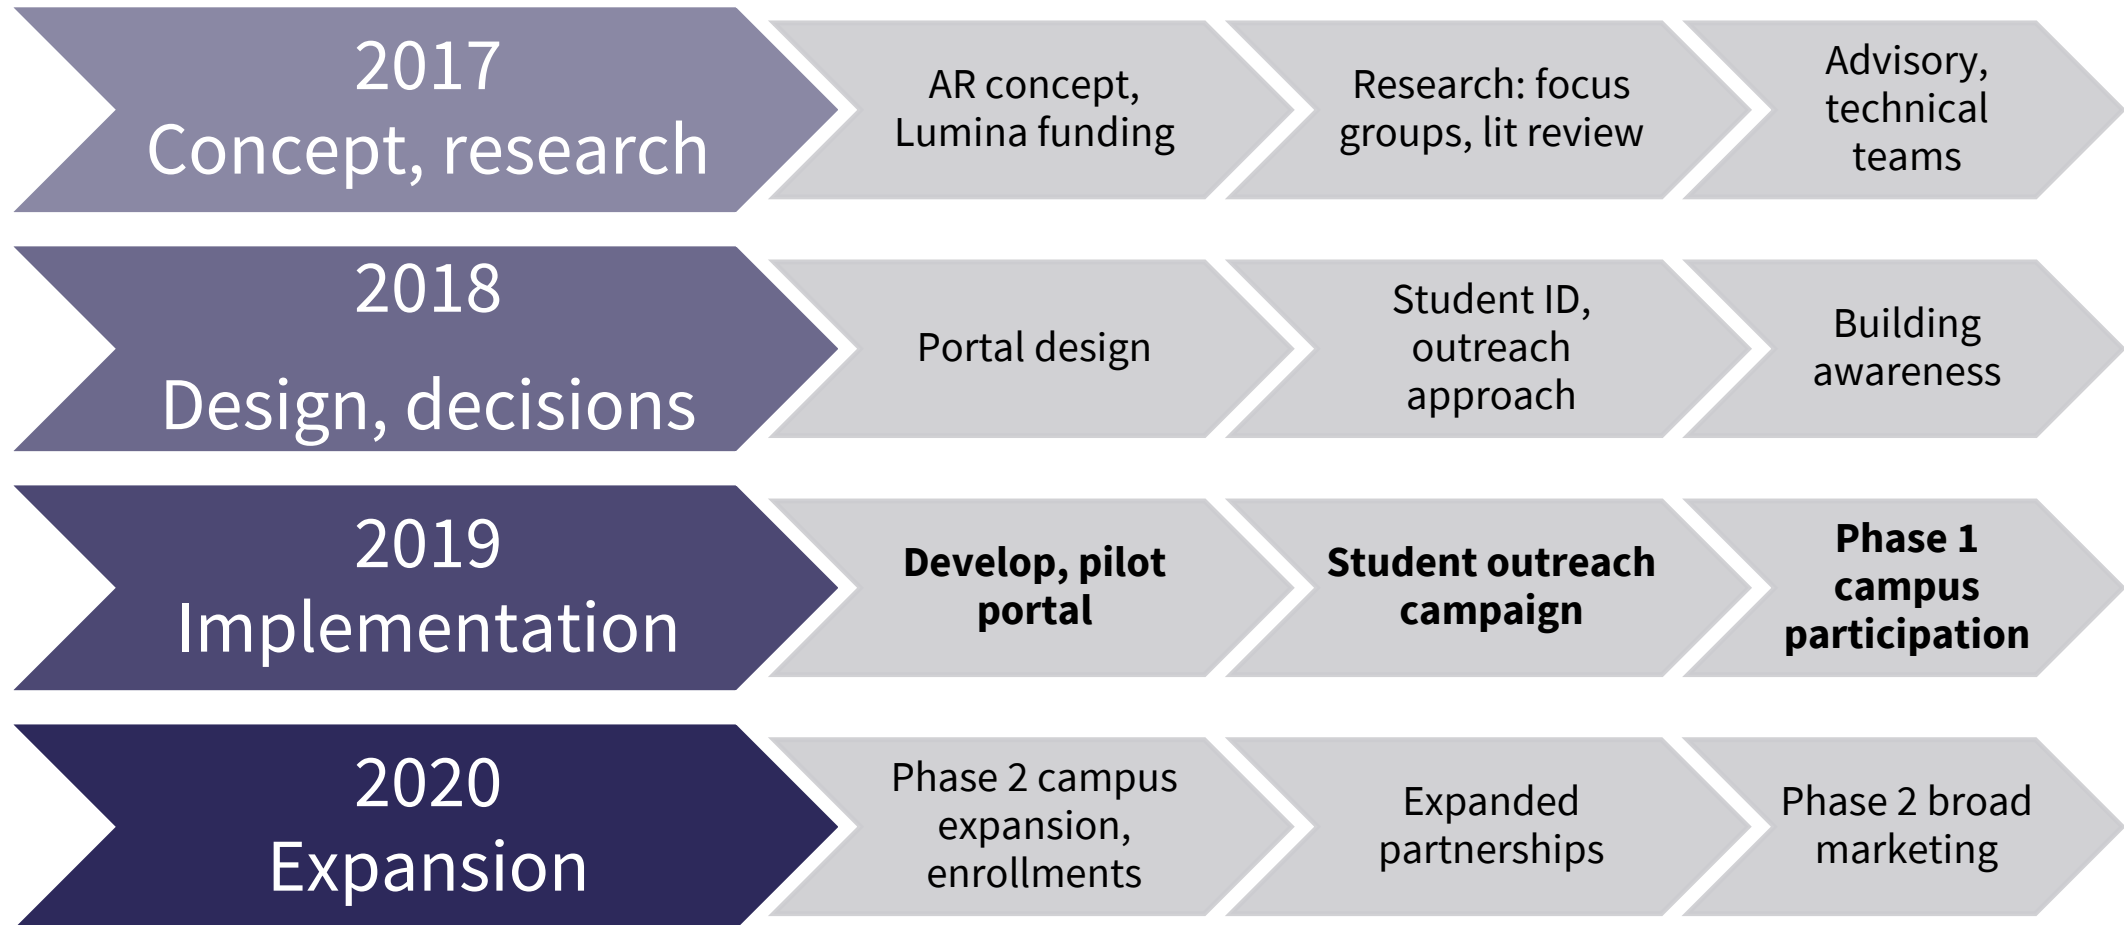 2017
Concept, research
AR concept,
Lumina funding
Research: focus
groups, lit review
Advisory,
technical
teams
2018
Design, decisions
Portal design
Student ID,
outreach
approach
Building
awareness
2019
Implementation
Develop, pilot
portal
Student outreach
campaign
Phase 1
campus
participation
2020
Expansion
Phase 2 campus
expansion,
enrollments
Expanded
partnerships
Phase 2 broad
marketing